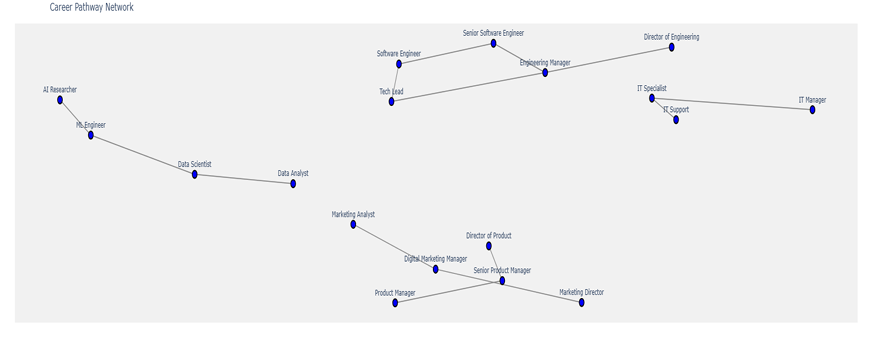 Career Pathway Network
Senior Software Engineer
Director of Engineering
Software Engineer
Engineering Manager
AI Researcher
Tech Lead
IT Specialist
IT Manager
IT Support
ML Engineer
Data Scientist
Data Analyst
Marketing Analyst
Director of Product
Digital Marketing Manager
Senior Product Manager
Product Manager
Marketing Director